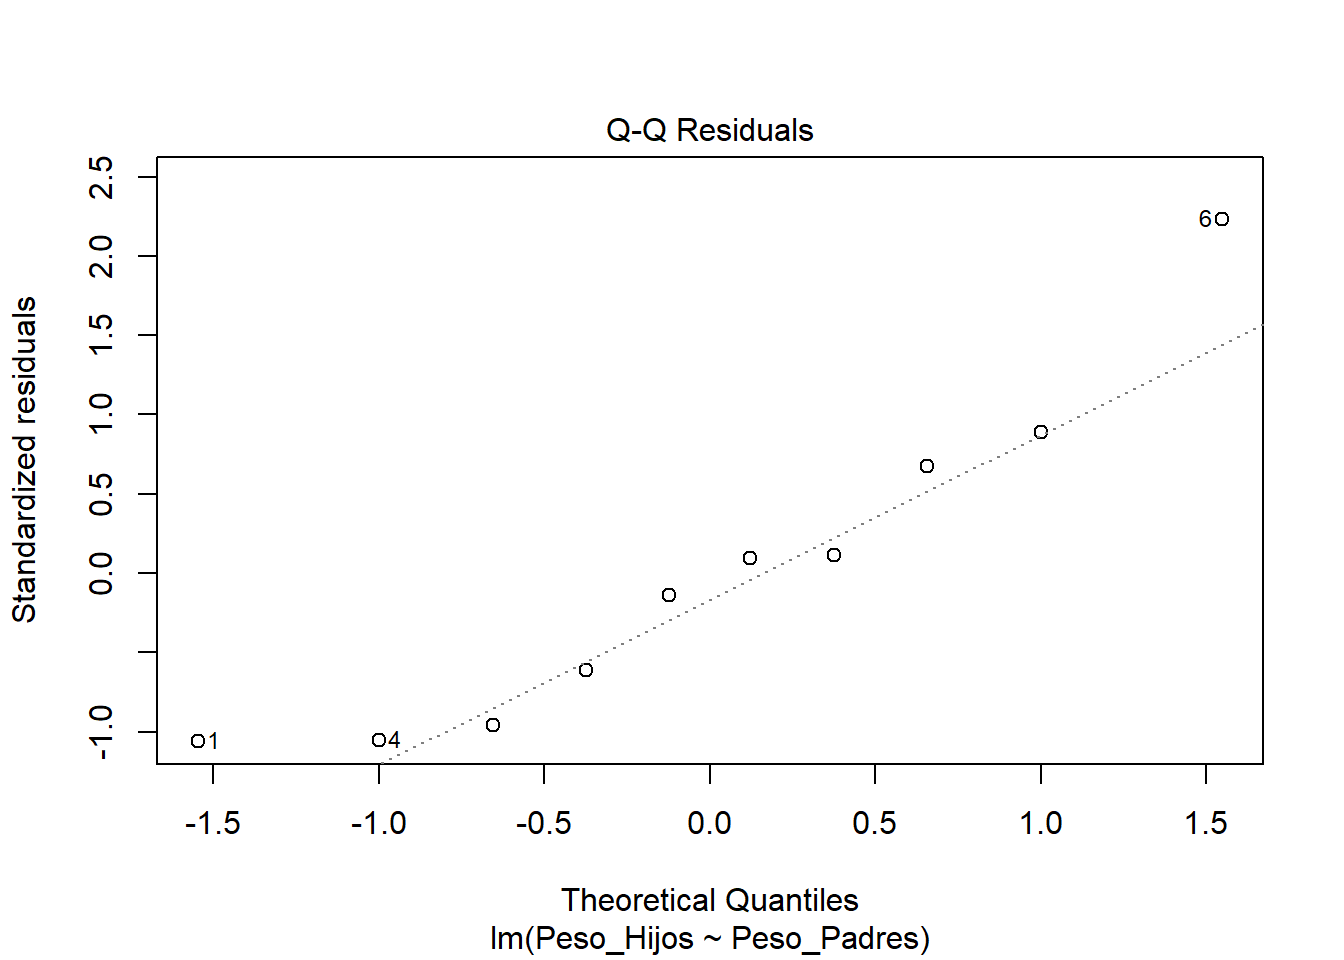 Q-Q Residuals
Standardized residuals
2.5
2.0
1.5
1.0
0.5
0.0
-1.0
6
1
4
-1.5 -1.0 -0.5 0.0 0.5 1.0 1.5
Theoretical Quantiles
lm(Peso_Hijos ~ Peso_Padres)